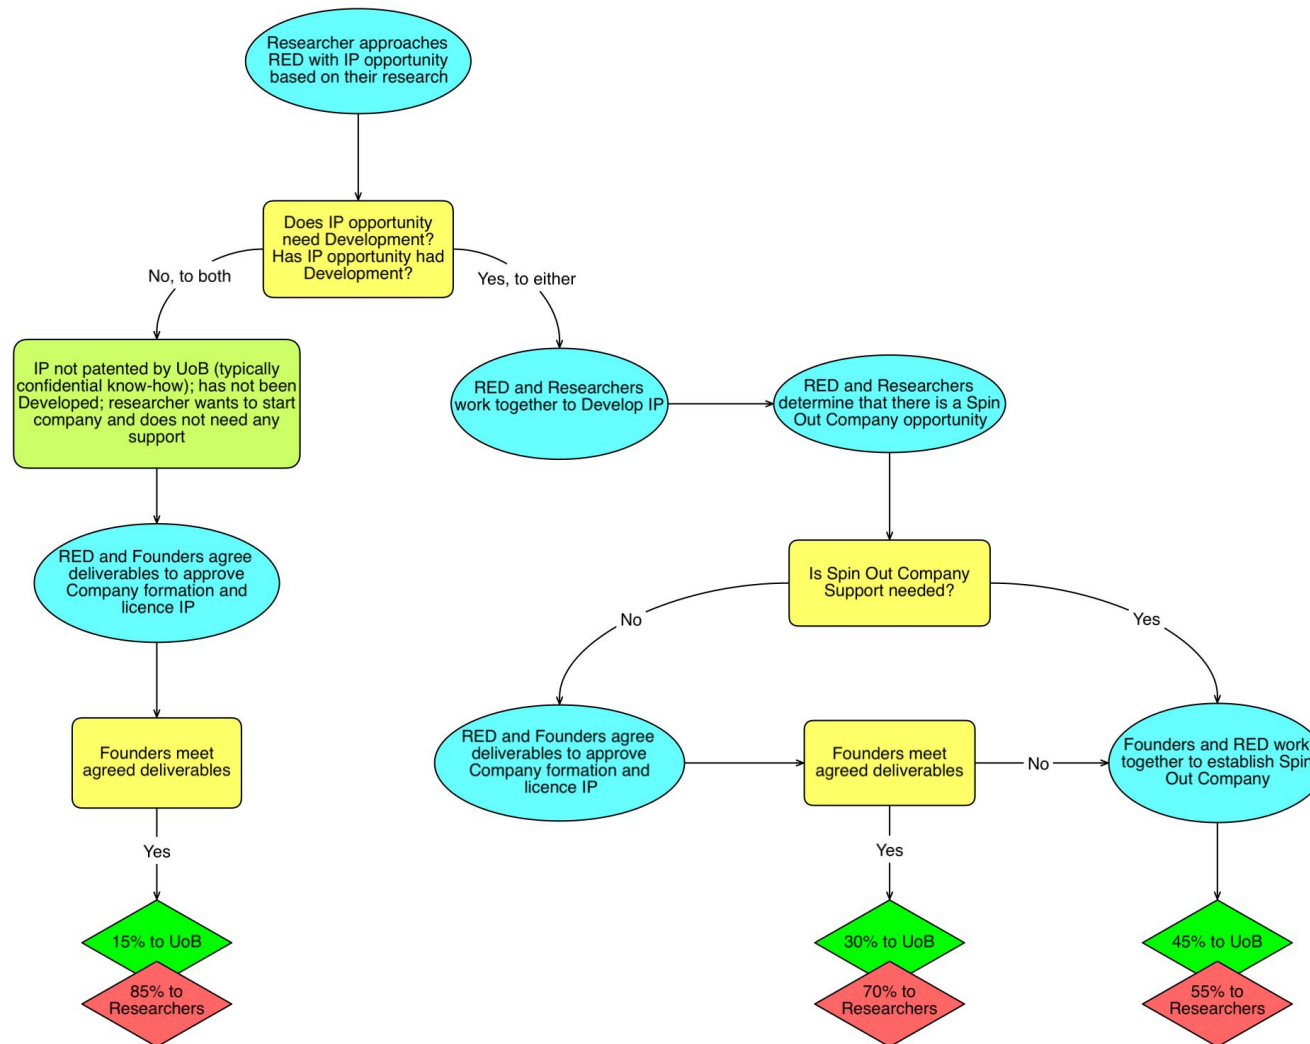 Researcher approaches
RED with IP opportunity
based on their research
Does IP opportunity
need Development?
Has IP opportunity had
Development?
No, to both
Yes, to either
IP not patented by UoB (typically
confidential know-how); has not been
Developed; researcher wants to start
company and does not need any
support
RED and Researchers
work together to Develop IP
RED and Researchers
determine that there is a Spin
Out Company opportunity
RED and Founders agree
deliverables to approve
Company formation and
licence IP
Is Spin Out Company
Support needed?
No
Yes
Founders meet
agreed deliverables
RED and Founders agree
deliverables to approve
Company formation and
licence IP
Founders meet
agreed deliverables
No
Founders and RED work
together to establish Spin
Out Company
Yes
Yes
15% to UoB
85% to
Researchers
30% to UoB
70% to
Researchers
45% to UoB
55% to
Researchers